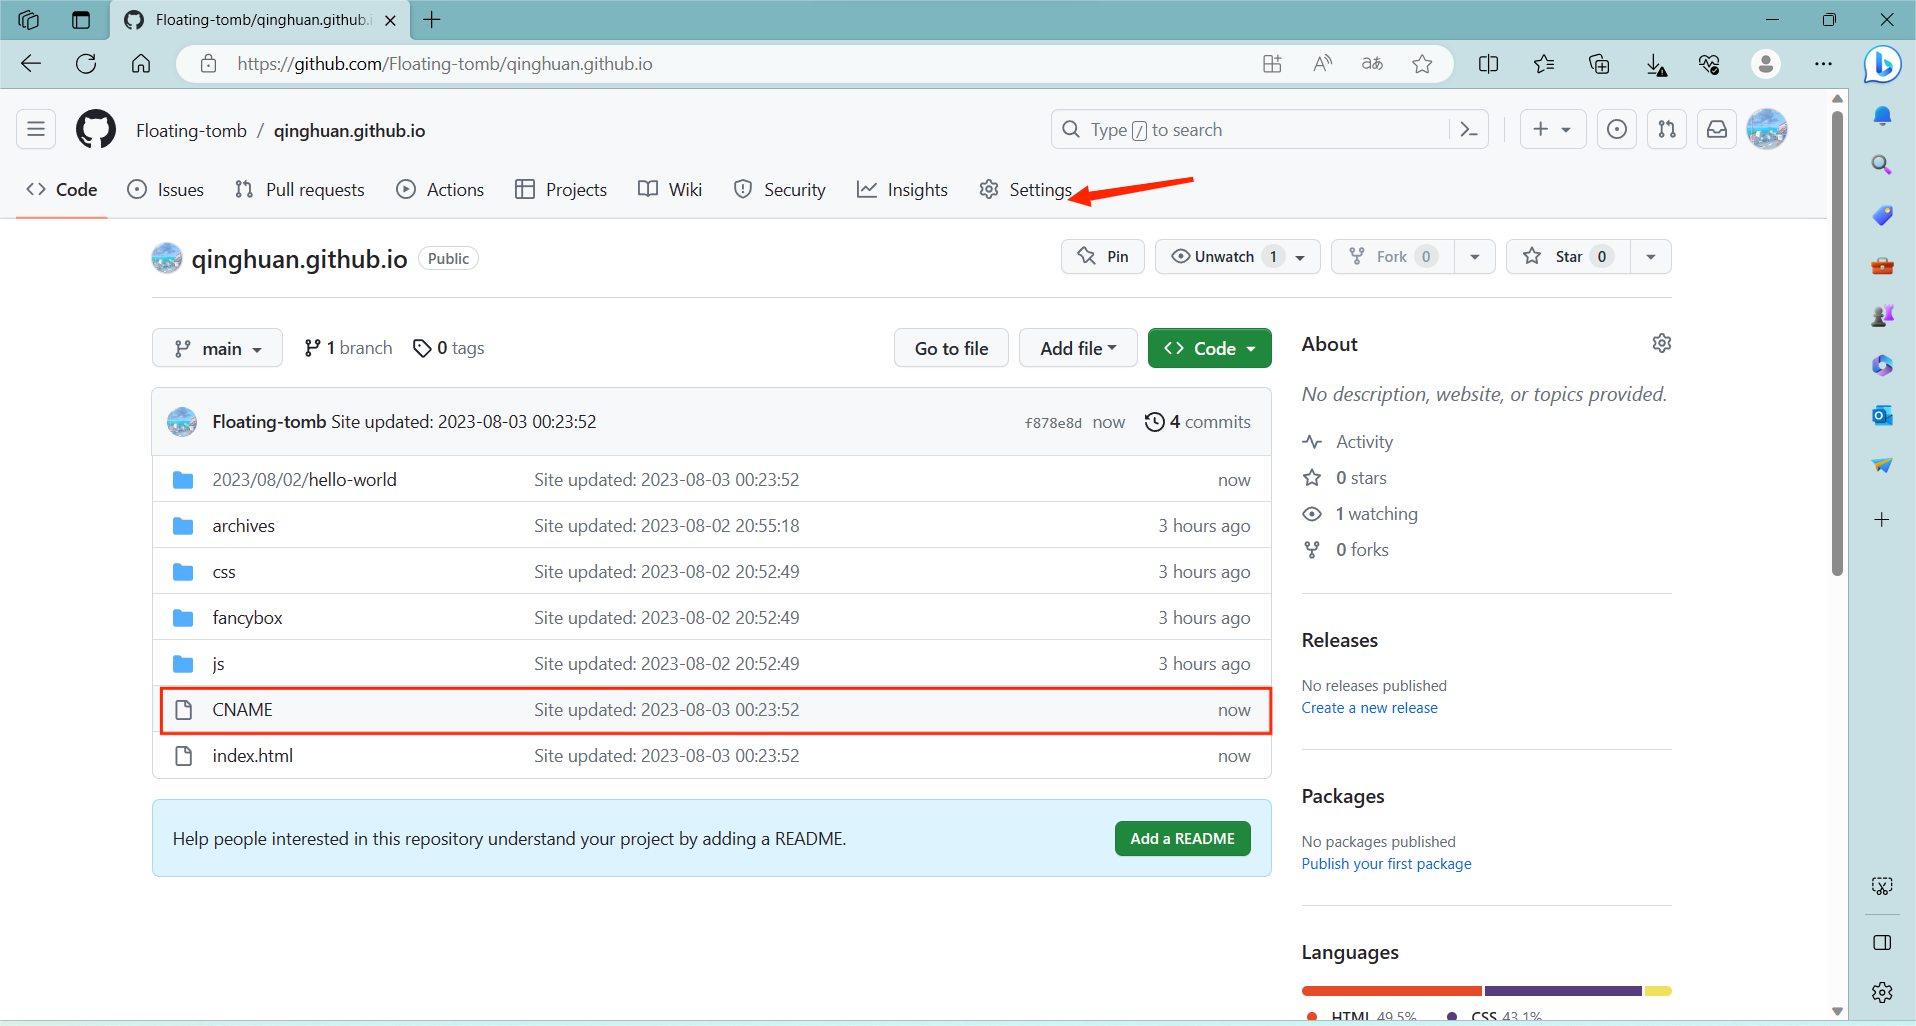 Floating-tomb/qinghuan.github.i
https://github.com/Floating-tomb/qinghuan.github.io
Floating-tomb / qinghuan.github.io
Type / to search
Code Issues Pull requests Actions Projects Wiki Security Insights Settings
qinghuan.github.io Public
Pin Unwatch 1 Fork 0 Star 0
main 1 branch 0 tags
Go to file Add file Code
Floating-tomb Site updated: 2023-08-03 00:23:52 f878e8d now 4 commits
2023/08/02/hello-world Site updated: 2023-08-03 00:23:52 now
archives Site updated: 2023-08-02 20:55:18 3 hours ago
css Site updated: 2023-08-02 20:52:49 3 hours ago
fancybox Site updated: 2023-08-02 20:52:49 3 hours ago
js Site updated: 2023-08-02 20:52:49 3 hours ago
CNAME Site updated: 2023-08-03 00:23:52 now
index.html Site updated: 2023-08-03 00:23:52 now
Help people interested in this repository understand your project by adding a README. Add a README
About
No description, website, or topics provided.
Activity
0 stars
1 watching
0 forks
Releases
No releases published
Create a new release
Packages
No packages published
Publish your first package
Languages
HTML 49.5% CSS 43.1%